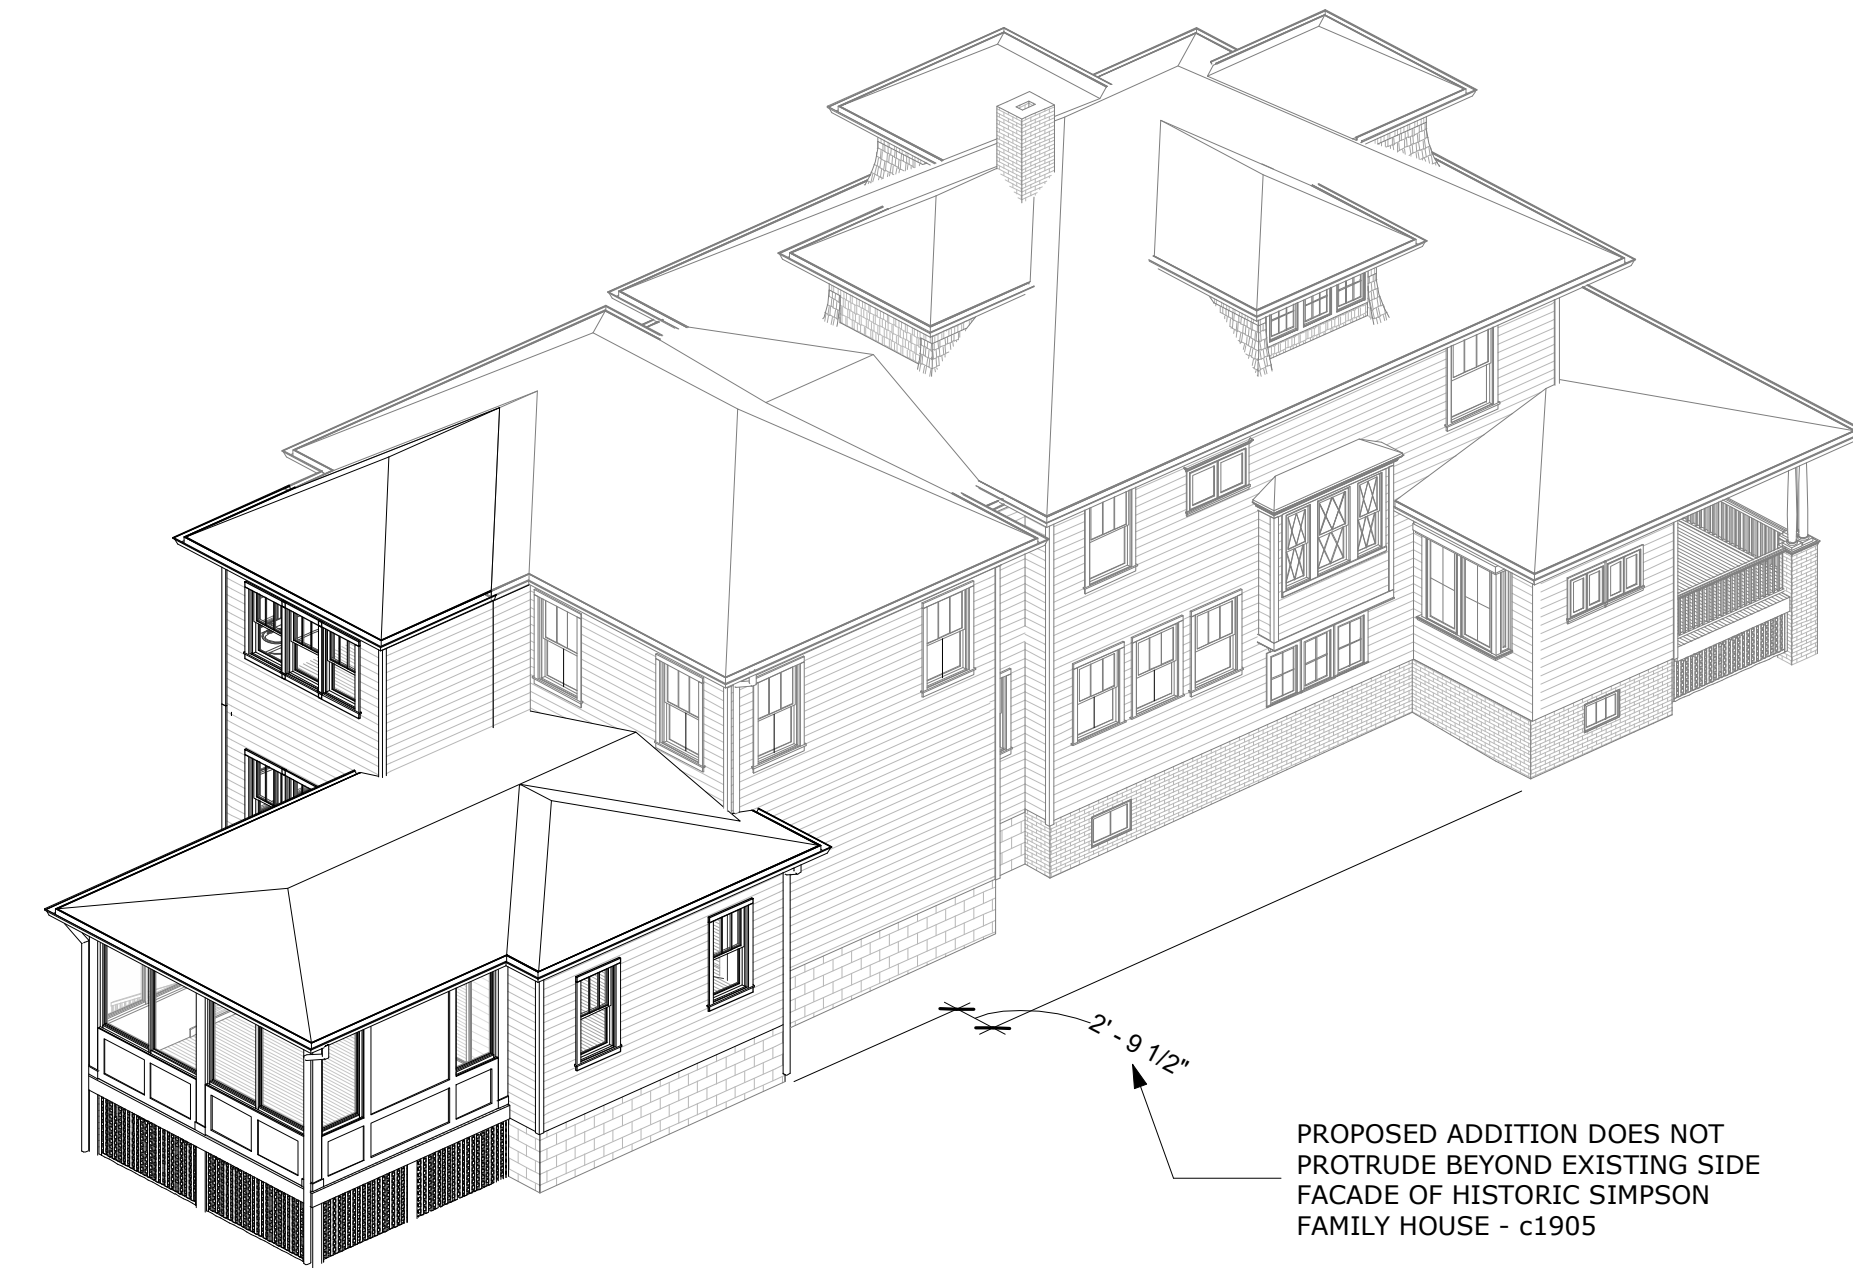 2' - 9 1/2"
PROPOSED ADDITION DOES NOT
PROTRUDE BEYOND EXISTING SIDE
FACADE OF HISTORIC SIMPSON
FAMILY HOUSE - c1905